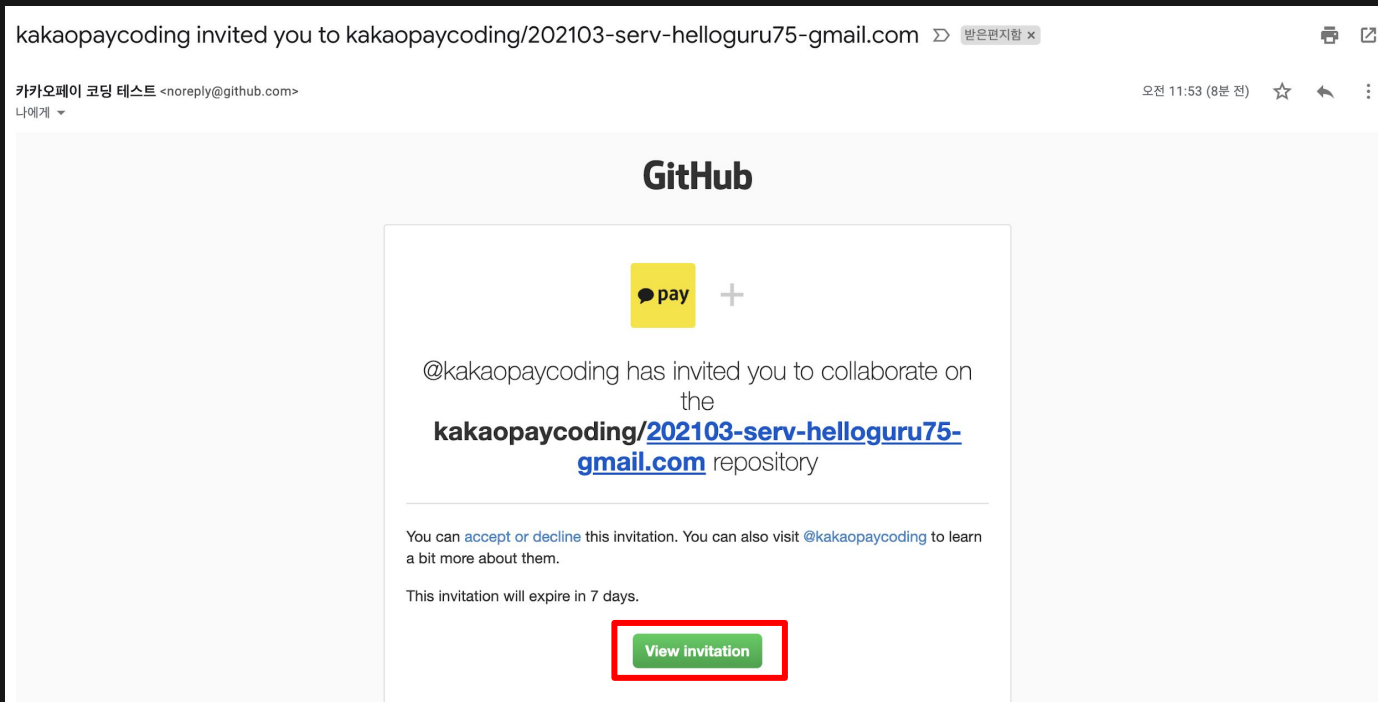 kakaopaycoding invited you to kakaopaycoding/202103-serv-helloguru75-gmail.com 받은편지함 ×
카카오페이 코딩 테스트 <noreply@github.com> 오전 11:53 (8분 전)
나에게
GitHub
pay
@kakaopaycoding has invited you to collaborate on
the
kakaopaycoding/202103-serv-helloguru75-
gmail.com repository
You can accept or decline this invitation. You can also visit @kakaopaycoding to learn
a bit more about them.
This invitation will expire in 7 days.
View invitation